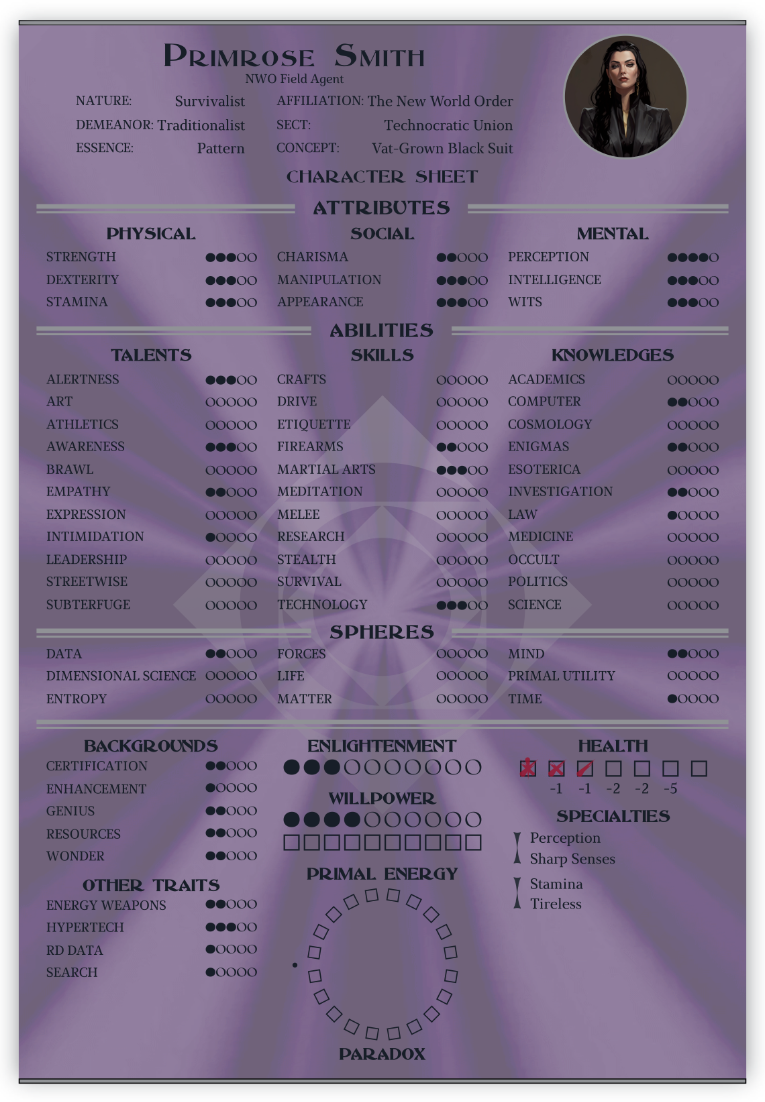 Primrose Smith
NWO Field Agent
NATURE: Survivalist AFFILIATION: The New World Order
DEMEANOR: Traditionalist SECT: Technocratic Union
ESSENCE: Pattern CONCEPT: Vat-Grown Black Suit
CHARACTER SHEET
ATTRIBUTES
PHYSICAL SOCIAL MENTAL
STRENGTH CHARISMA PERCEPTION
DEXTERITY MANIPULATION INTELLIGENCE
STAMINA APPEARANCE WITS
ABILITIES
TALENTS SKILLS KNOWLEDGES
ALERTNESS CRAFTS ACADEMICS
ART DRIVE COMPUTER
ATHLETICS ETIQUETTE COSMOLOGY
AWARENESS FIREARMS ENIGMAS
BRAWL MARTIAL ARTS ESOTERICA
EMPATHY MEDITATION INVESTIGATION
EXPRESSION MELEE LAW
INTIMIDATION RESEARCH MEDICINE
LEADERSHIP STEALTH OCCULT
STREETWISE SURVIVAL POLITICS
SUBTERFUGE TECHNOLOGY SCIENCE
SPHERES
DATA FORCES MIND
DIMENSIONAL SCIENCE LIFE PRIMAL UTILITY
ENTROPY MATTER TIME
BACKGROUNDS ENLIGHTENMENT HEALTH
CERTIFICATION
ENHANCEMENT -1 -1 -2 -2 -5
GENIUS WILLPOWER SPECIALTIES
RESOURCES Perception
WONDER Sharp Senses
OTHER TRAITS PRIMAL ENERGY Stamina
ENERGY WEAPONS Tireless
HYPERTECH
RD DATA
SEARCH
PARADOX